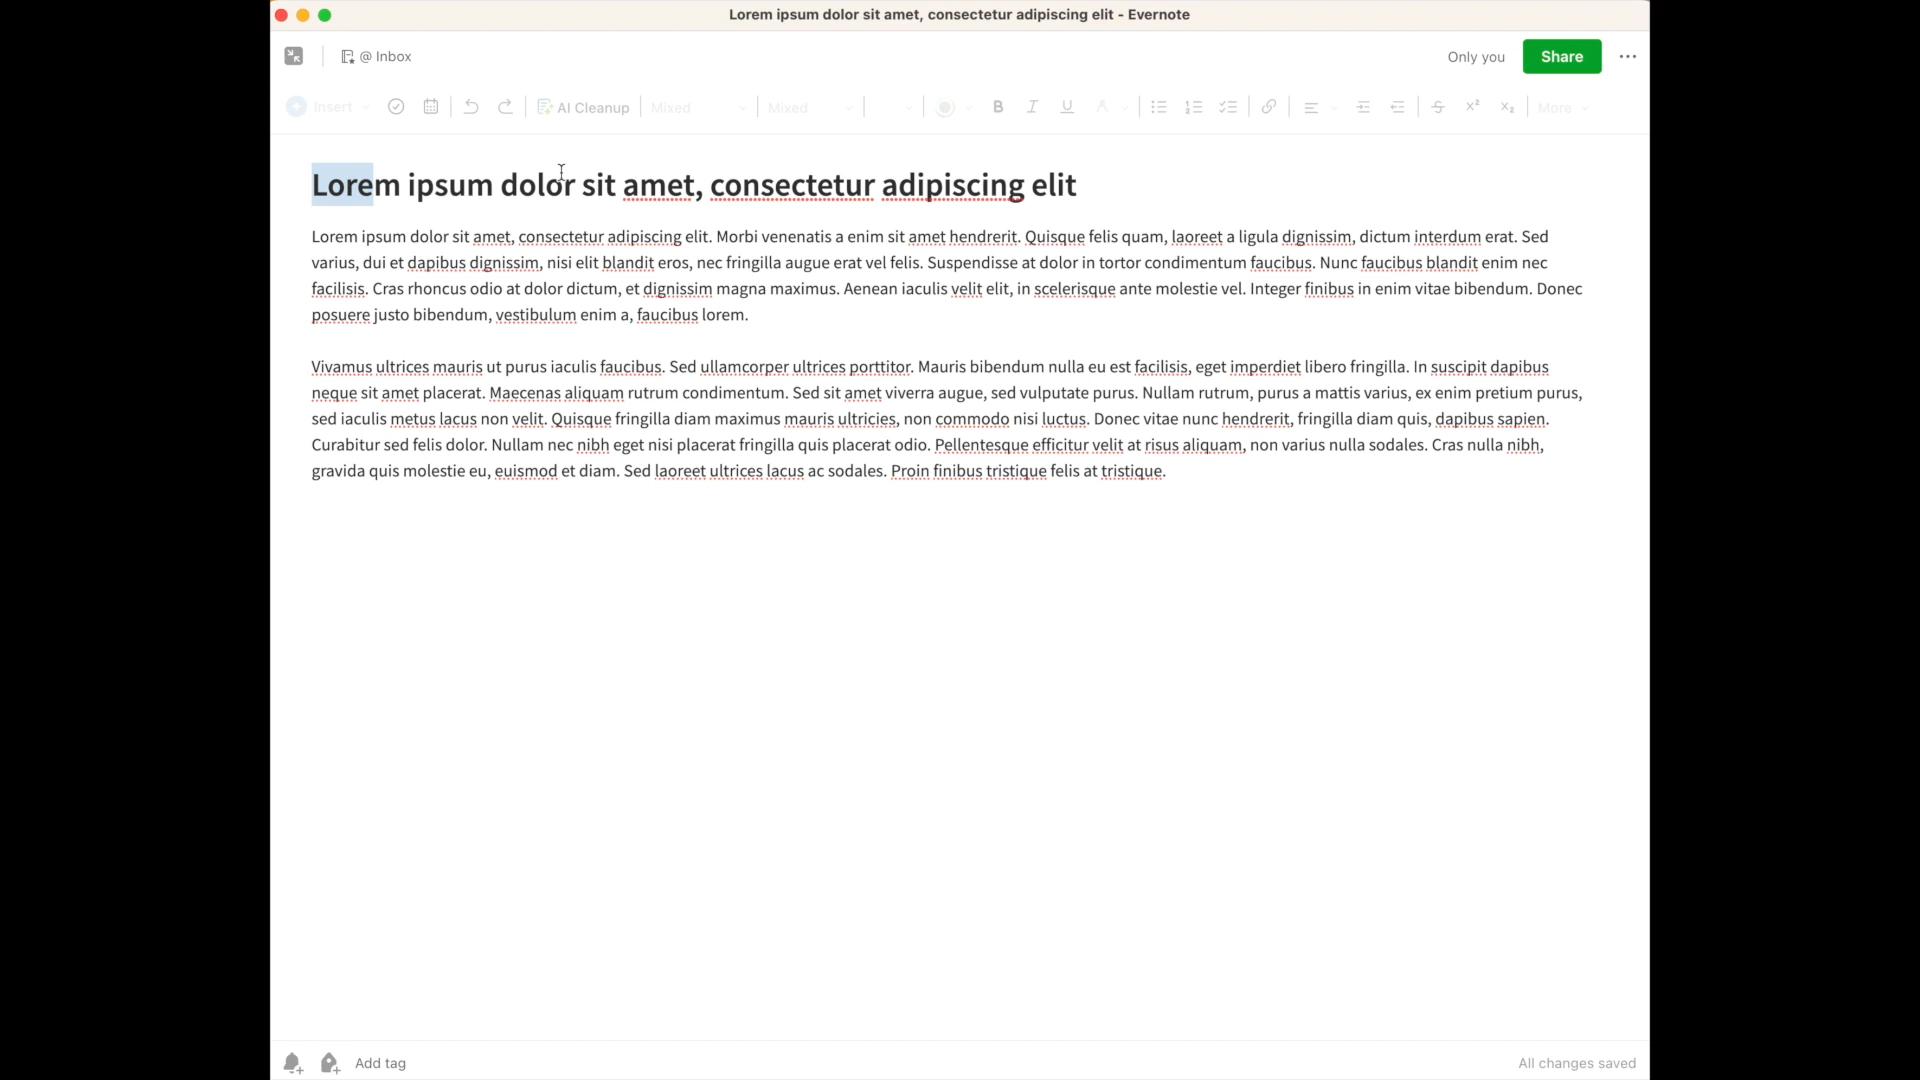 Lorem ipsum dolor sit amet, consectetur adipiscing elit - Evernote
@ Inbox
Only you
Share
Insert
AI Cleanup
Mixed
Mixed
More
Lorem ipsum dolor sit amet, consectetur adipiscing elit
Lorem ipsum dolor sit amet, consectetur adipiscing elit. Morbi venenatis a enim sit amet hendrerit. Quisque felis quam, laoreet a ligula dignissim, dictum interdum erat. Sed
varius, dui et dapibus dignissim, nisi elit blandit eros, nec fringilla augue erat vel felis. Suspendisse at dolor in tortor condimentum faucibus. Nunc faucibus blandit enim nec
facilisis. Cras rhoncus odio at dolor dictum, et dignissim magna maximus. Aenean iaculis velit elit, in scelerisque ante molestie vel. Integer finibus in enim vitae bibendum. Donec
posuere justo bibendum, vestibulum enim a, faucibus lorem.
Vivamus ultrices mauris ut purus iaculis faucibus. Sed ullamcorper ultrices porttitor. Mauris bibendum nulla eu est facilisis, eget imperdiet libero fringilla. In suscipit dapibus
neque sit amet placerat. Maecenas aliquam rutrum condimentum. Sed sit amet viverra augue, sed vulputate purus. Nullam rutrum, purus a mattis varius, ex enim pretium purus,
sed iaculis metus lacus non velit. Quisque fringilla diam maximus mauris ultricies, non commodo nisi luctus. Donec vitae nunc hendrerit, fringilla diam quis, dapibus sapien.
Curabitur sed felis dolor. Nullam nec nibh eget nisi placerat fringilla quis placerat odio. Pellentesque efficitur velit at risus aliquam, non varius nulla sodales. Cras nulla nibh,
gravida quis molestie eu, euismod et diam. Sed laoreet ultrices lacus ac sodales. Proin finibus tristique felis at tristique.
Add tag
All changes saved